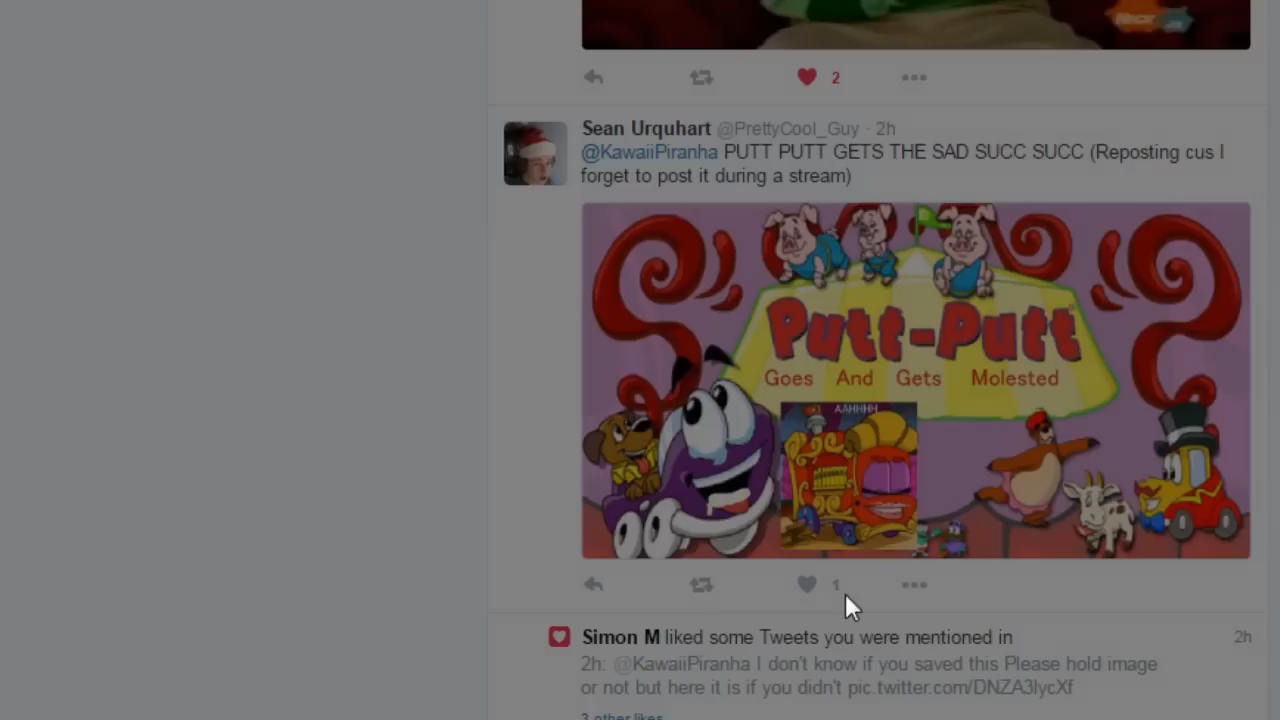 2
Sean Urquhart @PrettyCool_Guy · 2h
@KawaiiPiranha PUTT PUTT GETS THE SAD SUCC SUCC (Reposting cus I
forget to post it during a stream)
Putt-Putt
Goes And Gets Molested
AAHHHH
1
Simon M liked some Tweets you were mentioned in 2h
2h: @KawaiiPiranha I don't know if you saved this Please hold image
or not but here it is if you didn't pic.twitter.com/DNZA3lycXf
3 other likes